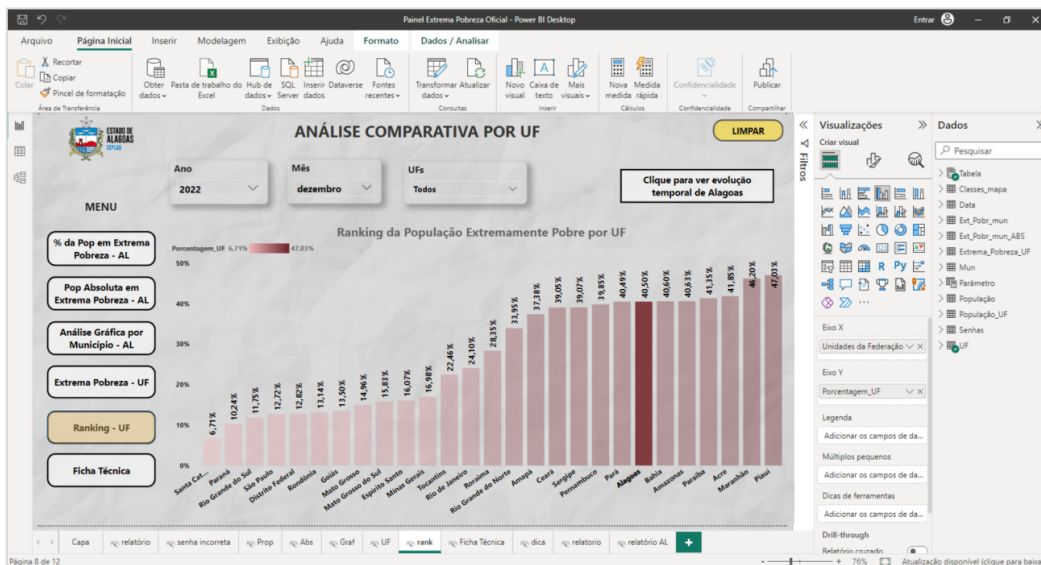 Painel Extrema Pobreza Oficial - Power BI Desktop
Entrar
Arquivo Página Inicial Inserir Modelagem Exibição Ajuda Formato Dados / Analisar
Colar
Recortar
Copiar
Pincel de formatação
Área de Transferência
Obter dados
Pasta de trabalho do Excel
Hub de dados
SQL Server
Inserir dados
Dataverse
Fontes recentes
Dados
Transformar dados
Atualizar
Consultas
Novo visual
Caixa de texto
Mais visuais
Inserir
Nova medida
Medida rápida
Cálculos
Confidencialidade
Confidencialidade
Publicar
Compartilhar
ESTADO DE
ALAGOAS
SEPLAG
ANÁLISE COMPARATIVA POR UF
LIMPAR
Ano
2022
Mês
dezembro
UFs
Todos
Clique para ver evolução
temporal de Alagoas
MENU
% da Pop em Extrema
Pobreza - AL
Pop Absoluta em
Extrema Pobreza - AL
Análise Gráfica por
Município - AL
Extrema Pobreza - UF
Ranking - UF
Ficha Técnica
Ranking da População Extremamente Pobre por UF
Porcentagem_UF 6,71% 47,03%
50%
40%
30%
20%
10%
0%
6,71%
10,24%
11,75%
12,72%
12,82%
13,14%
13,50%
14,96%
15,83%
16,07%
16,98%
22,46%
24,10%
28,35%
33,95%
37,38%
39,05%
39,07%
39,85%
40,49%
40,50%
40,60%
40,63%
41,35%
41,85%
46,20%
47,03%
Santa Cat...
Paraná
Rio Grande do Sul
São Paulo
Distrito Federal
Rondônia
Goiás
Mato Grosso
Mato Grosso do Sul
Espírito Santo
Minas Gerais
Tocantins
Rio de Janeiro
Roraima
Rio Grande do Norte
Amapá
Ceará
Sergipe
Pernambuco
Pará
Alagoas
Bahia
Amazonas
Paraíba
Acre
Maranhão
Piauí
Filtros
Visualizações
Criar visual
R Py
Eixo X
Unidades da Federação
Eixo Y
Porcentagem_UF
Legenda
Adicionar os campos de da...
Múltiplos pequenos
Adicionar os campos de da...
Dicas de ferramentas
Adicionar os campos de da...
Drill-through
Relatório cruzado
Dados
Pesquisar
Tabela
Classes_mapa
Data
Ext_Pobr_mun
Ext_Pobr_mun_ABS
Extrema_Pobreza_UF
Mun
Parâmetro
População
População_UF
Senhas
UF
Capa relatório senha incorreta Prop Abs Graf UF rank Ficha Técnica dica relatorio relatório AL
Página 8 de 12
76%
Atualização disponível (clique para baixa